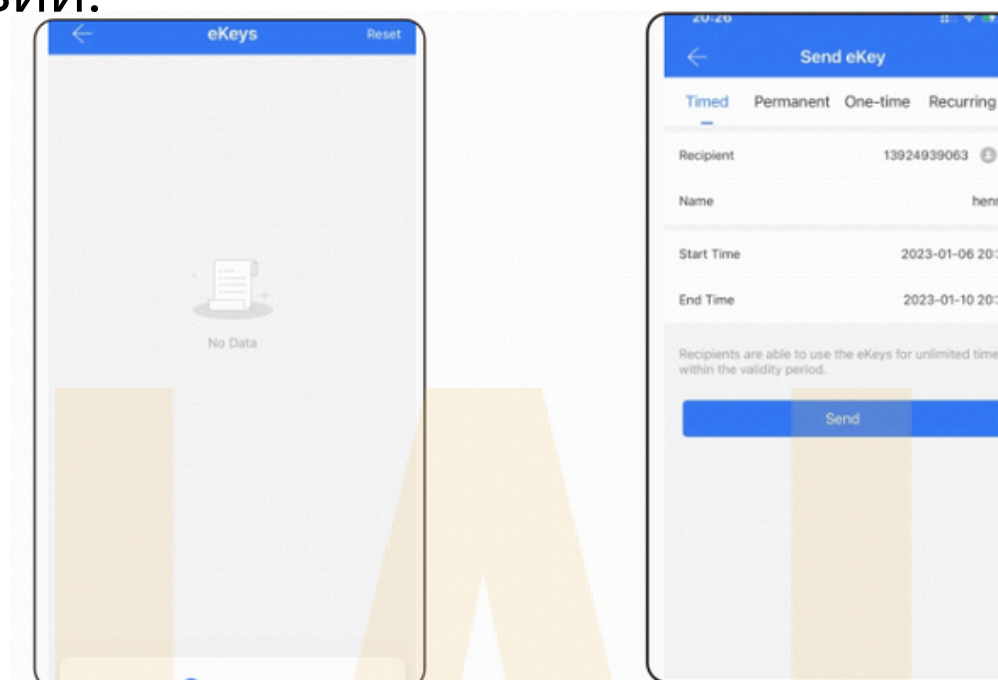 eKeys
Reset
No Data
20:26
Send eKey
Timed Permanent One-time Recurring
Recipient 13924939063
Name
Start Time 2023-01-06
End Time 2023-01-10
Recipients are able to use the eKeys for unlimited time
within the validity period.
Send